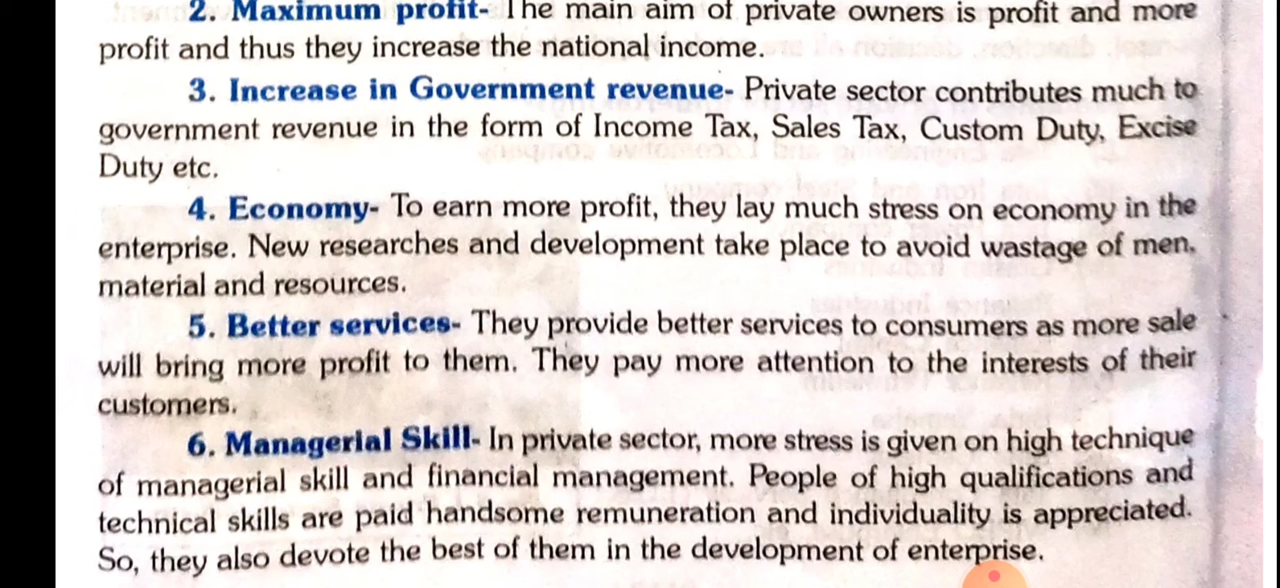 2. Maximum profit- The main aim of private owners is profit and more
profit and thus they increase the national income.
3. Increase in Government revenue- Private sector contributes much to
government revenue in the form of Income Tax, Sales Tax, Custom Duty, Excise
Duty etc.
4. Economy- To earn more profit, they lay much stress on economy in the
enterprise. New researches and development take place to avoid wastage of men,
material and resources.
5. Better services- They provide better services to consumers as more sale
will bring more profit to them. They pay more attention to the interests of their
customers.
6. Managerial Skill- In private sector, more stress is given on high technique
of managerial skill and financial management. People of high qualifications and
technical skills are paid handsome remuneration and individuality is appreciated.
So, they also devote the best of them in the development of enterprise.